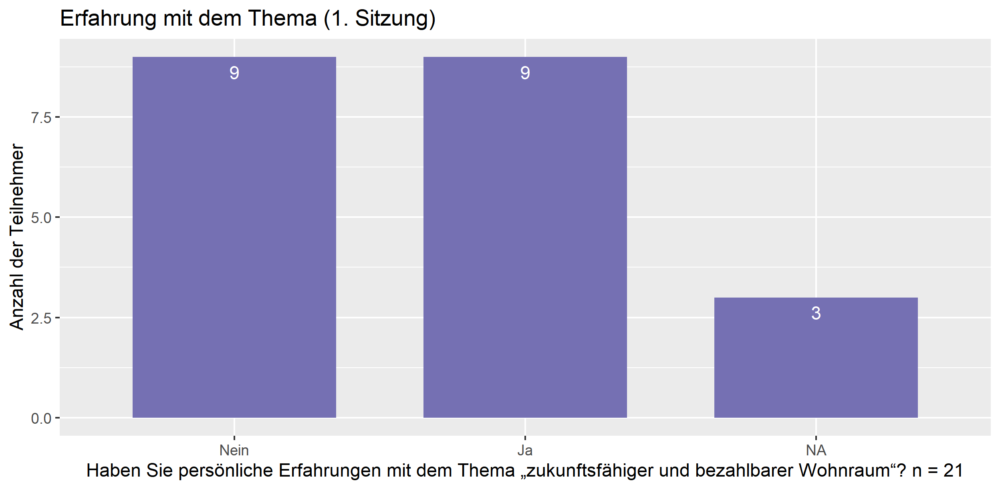 Erfahrung mit dem Thema (1. Sitzung)
Anzahl der Teilnehmer
9
9
7.5
5.0
3
2.5
0.0
Nein
Ja
NA
Haben Sie persönliche Erfahrungen mit dem Thema „zukunftsfähiger und bezahlbarer Wohnraum“? n = 21